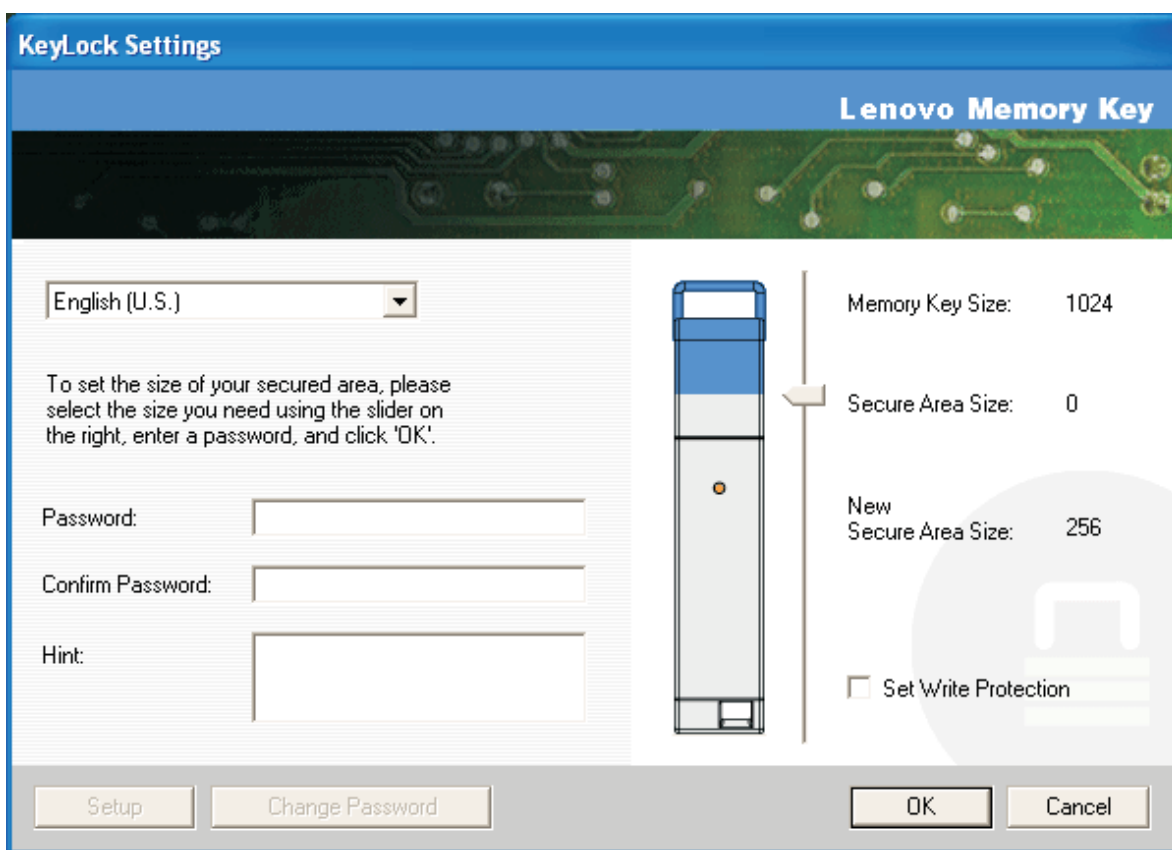 KeyLock Settings
Lenovo Memory Key
English (U.S.)
To set the size of your secured area, please
select the size you need using the slider on
the right, enter a password, and click 'OK'.
Password:
Confirm Password:
Hint:
Memory Key Size: 1024
Secure Area Size: 0
New
Secure Area Size: 256
Set Write Protection
Setup
Change Password
OK
Cancel